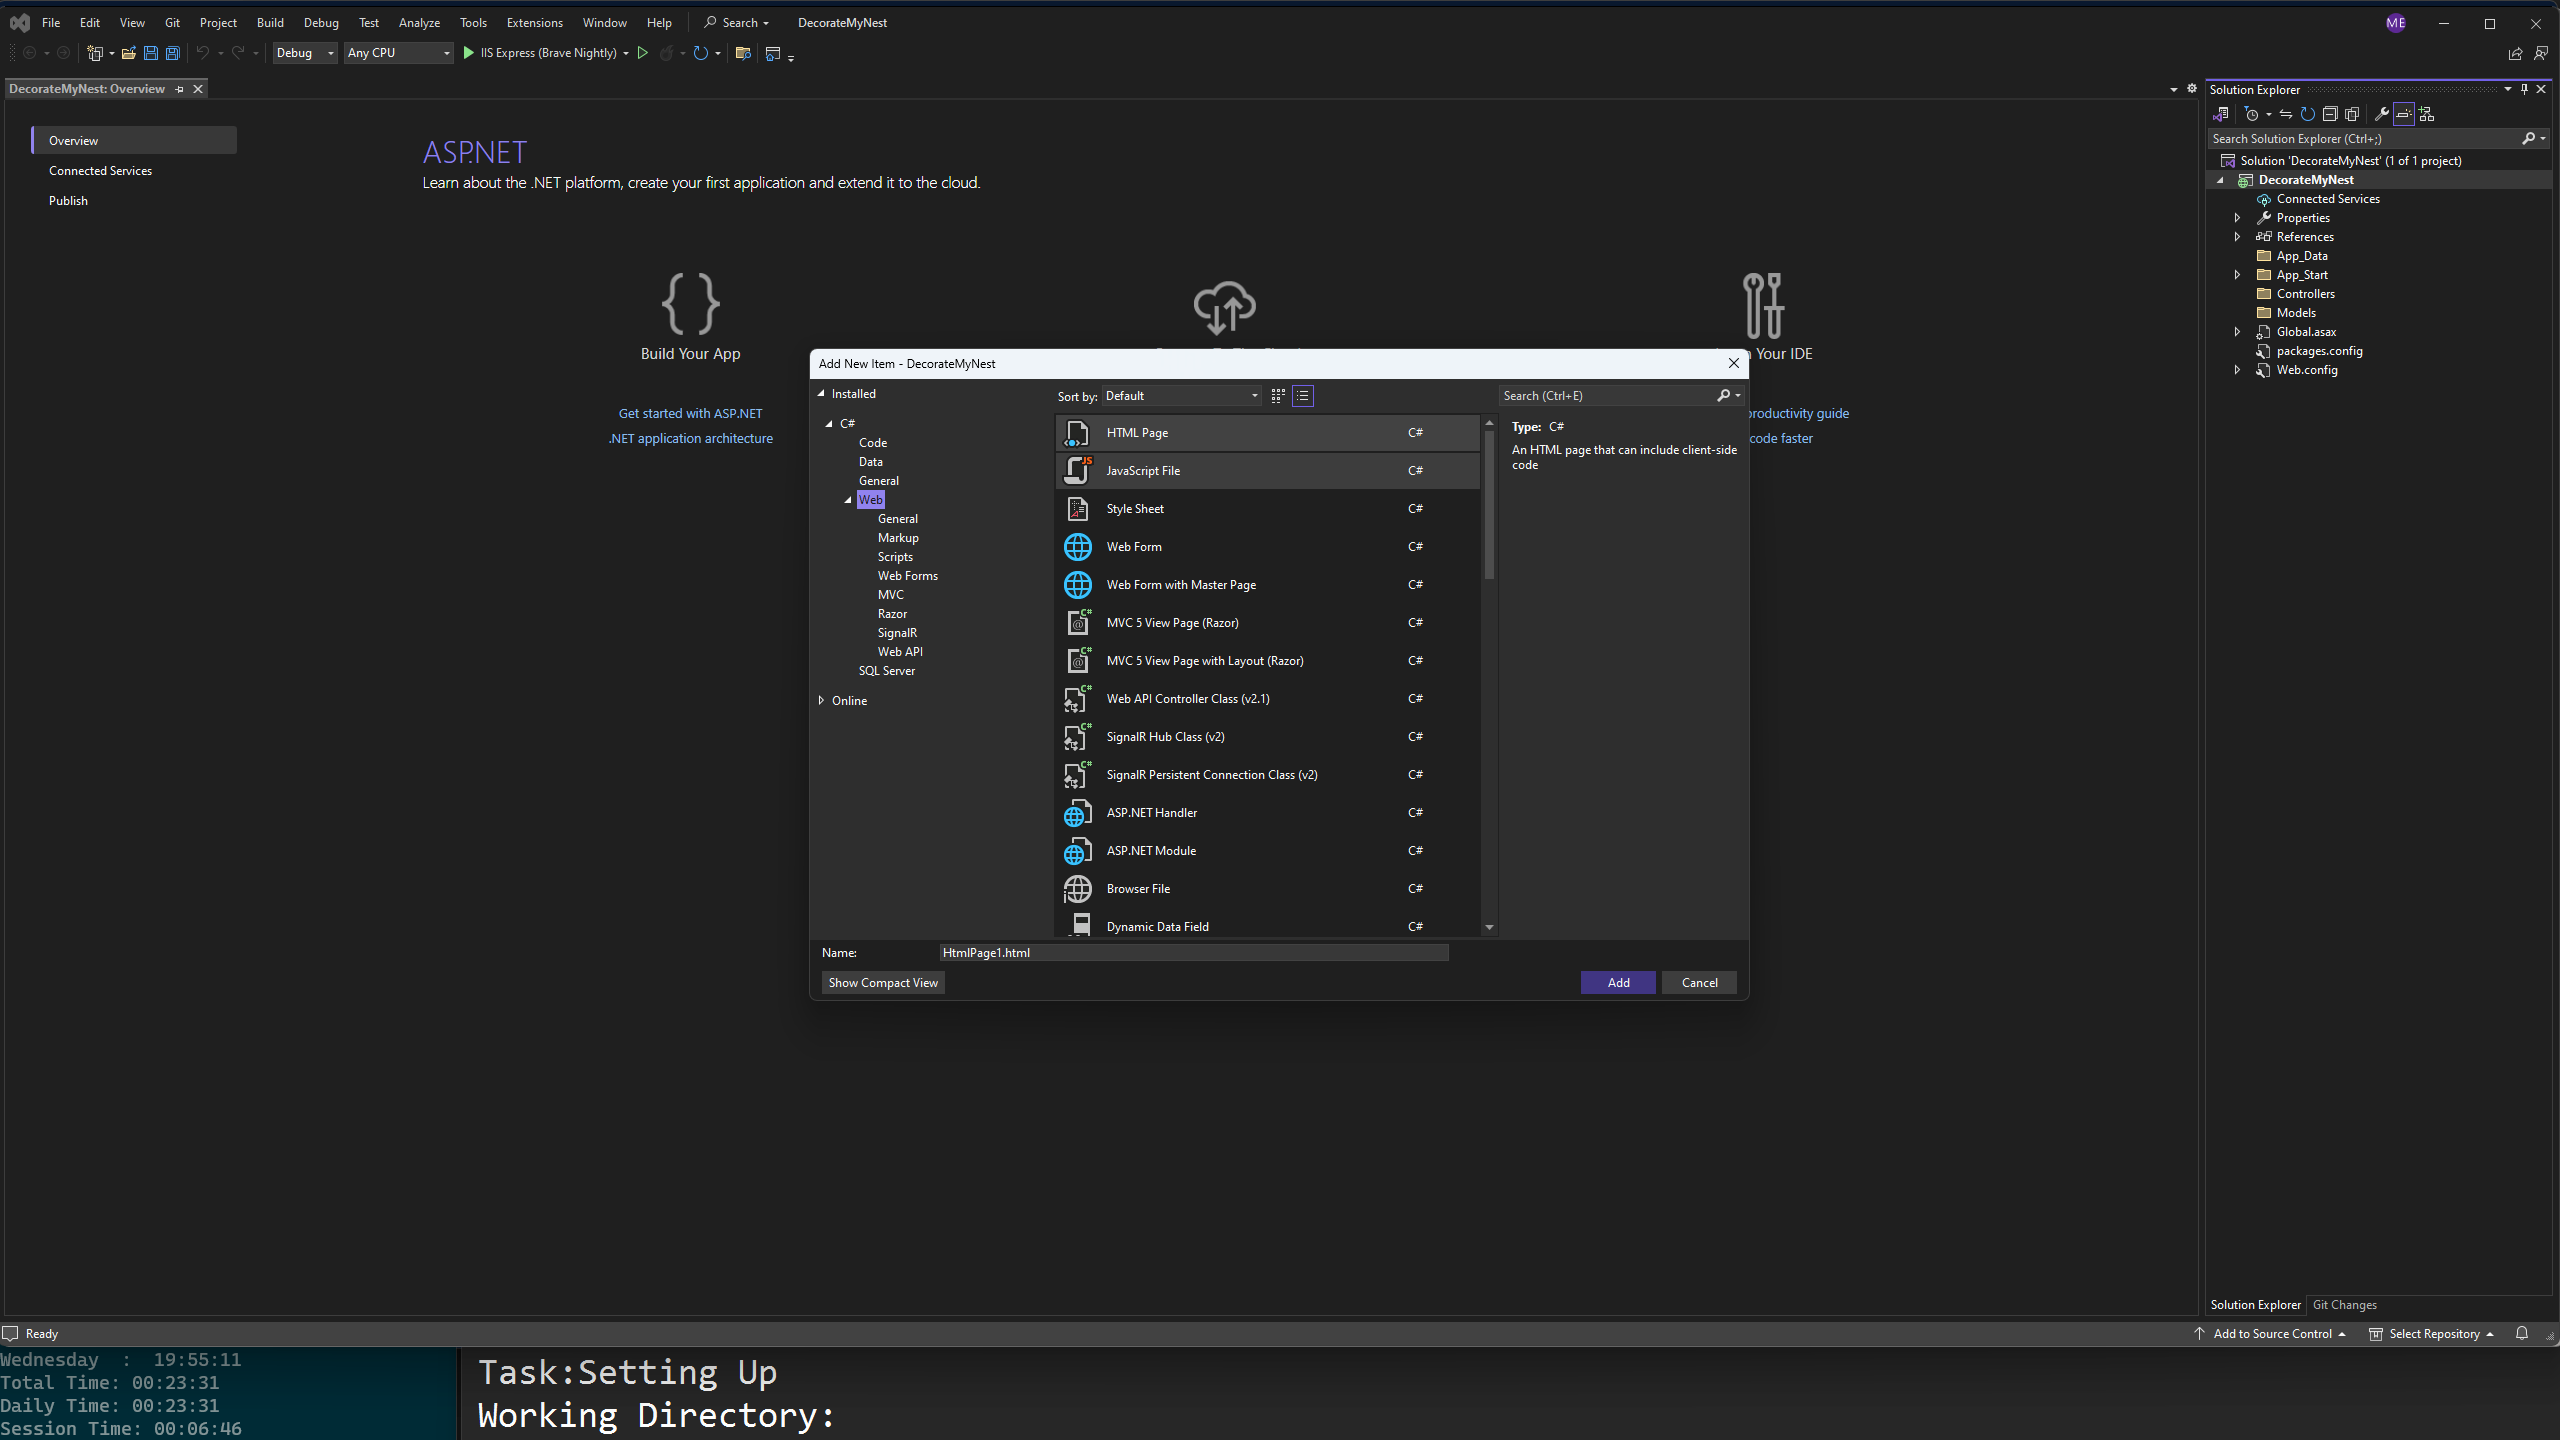 File Edit View Git Project Build Debug Test Analyze Tools Extensions Window Help Search DecorateMyNest ME
Debug Any CPU IIS Express (Brave Nightly)
DecorateMyNest: Overview
Overview
Connected Services
Publish
ASP.NET
Learn about the .NET platform, create your first application and extend it to the cloud.
Build Your App
Get started with ASP.NET
.NET application architecture
Your IDE
productivity guide
code faster
Add New Item - DecorateMyNest
Installed
C#
Code
Data
General
Web
General
Markup
Scripts
Web Forms
MVC
Razor
SignalR
Web API
SQL Server
Online
Sort by: Default
HTML Page C#
JavaScript File C#
Style Sheet C#
Web Form C#
Web Form with Master Page C#
MVC 5 View Page (Razor) C#
MVC 5 View Page with Layout (Razor) C#
Web API Controller Class (v2.1) C#
SignalR Hub Class (v2) C#
SignalR Persistent Connection Class (v2) C#
ASP.NET Handler C#
ASP.NET Module C#
Browser File C#
Dynamic Data Field C#
Search (Ctrl+E)
Type: C#
An HTML page that can include client-side
code
Name: HtmlPage1.html
Show Compact View Add Cancel
Solution Explorer
Search Solution Explorer (Ctrl+;)
Solution 'DecorateMyNest' (1 of 1 project)
DecorateMyNest
Connected Services
Properties
References
App_Data
App_Start
Controllers
Models
Global.asax
packages.config
Web.config
Solution Explorer Git Changes
Ready Add to Source Control Select Repository
Wednesday : 19:55:11
Total Time: 00:23:31
Daily Time: 00:23:31
Session Time: 00:06:46
Task:Setting Up
Working Directory: